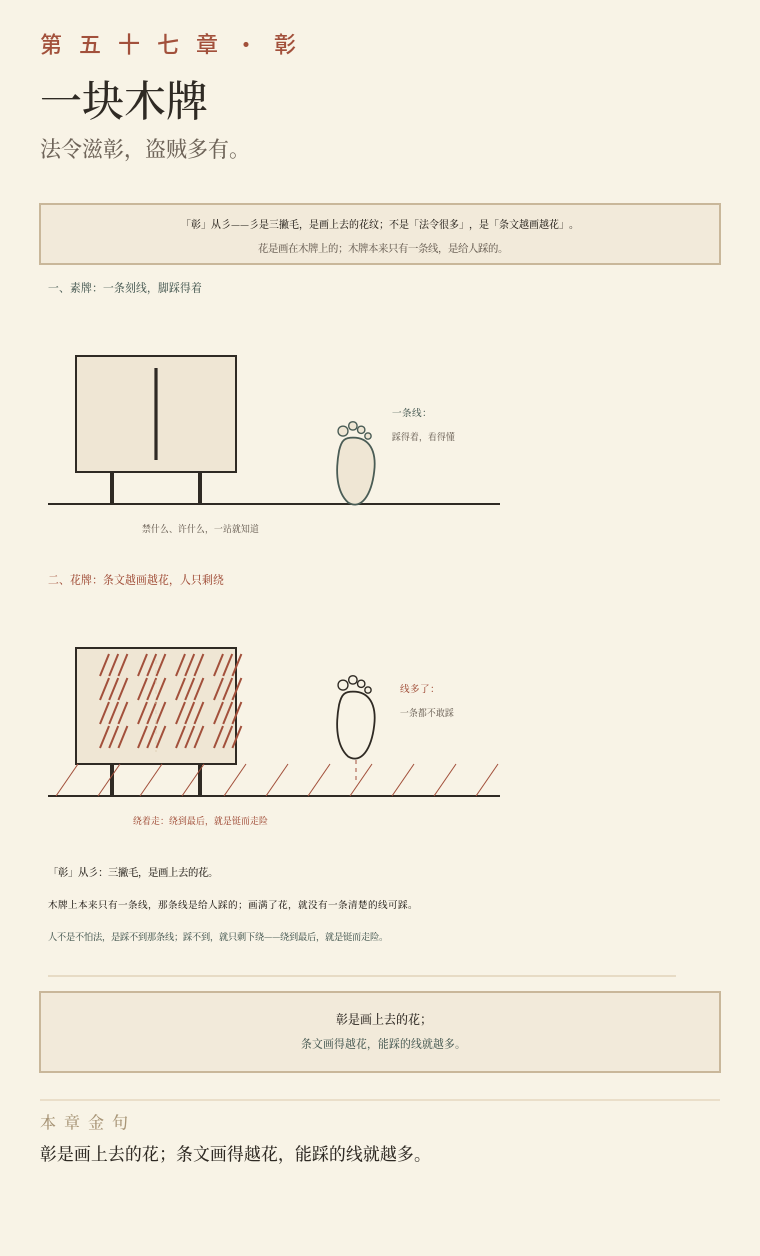 第五十七章·彰
一块木牌
法令滋彰，盗贼多有。
「彰」从彡——彡是三撇毛，是画上去的花纹；不是「法令很多」，是「条文越画越花」。
花是画在木牌上的；木牌本来只有一条线，是给人踩的。
一、素牌：一条刻线，脚踩得着
一条线：
踩得着，看得懂
禁什么、许什么，一站就知道
二、花牌：条文越画越花，人只剩绕
线多了：
一条都不敢踩
绕着走：绕到最后，就是铤而走险
「彰」从彡：三撇毛，是画上去的花。
木牌上本来只有一条线，那条线是给人踩的；画满了花，就没有一条清楚的线可踩。
人不是不怕法，是踩不到那条线；踩不到，就只剩下绕——绕到最后，就是铤而走险。
彰是画上去的花；
条文画得越花，能踩的线就越多。
本章金句
彰是画上去的花；条文画得越花，能踩的线就越多。